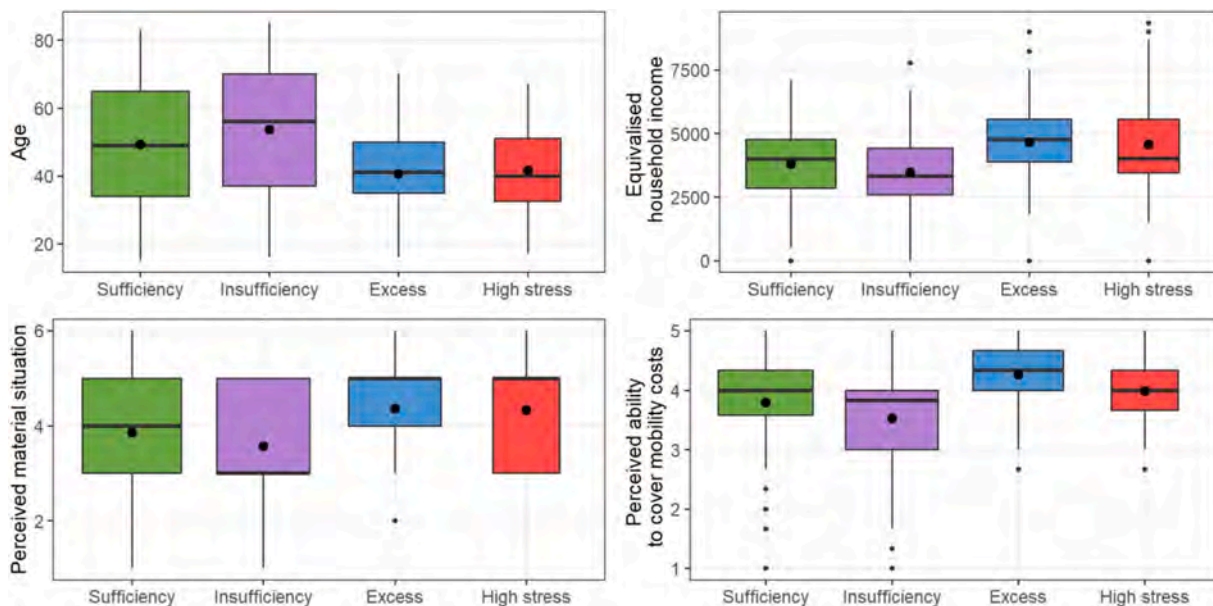 Age
80
60
40
20
Sufficiency Insufficiency Excess High stress
Equivalised
household income
7500
5000
2500
0
Sufficiency Insufficiency Excess High stress
Perceived material situation
6
4
2
Sufficiency Insufficiency Excess High stress
Perceived ability
to cover mobility costs
5
4
3
2
1
Sufficiency Insufficiency Excess High stress